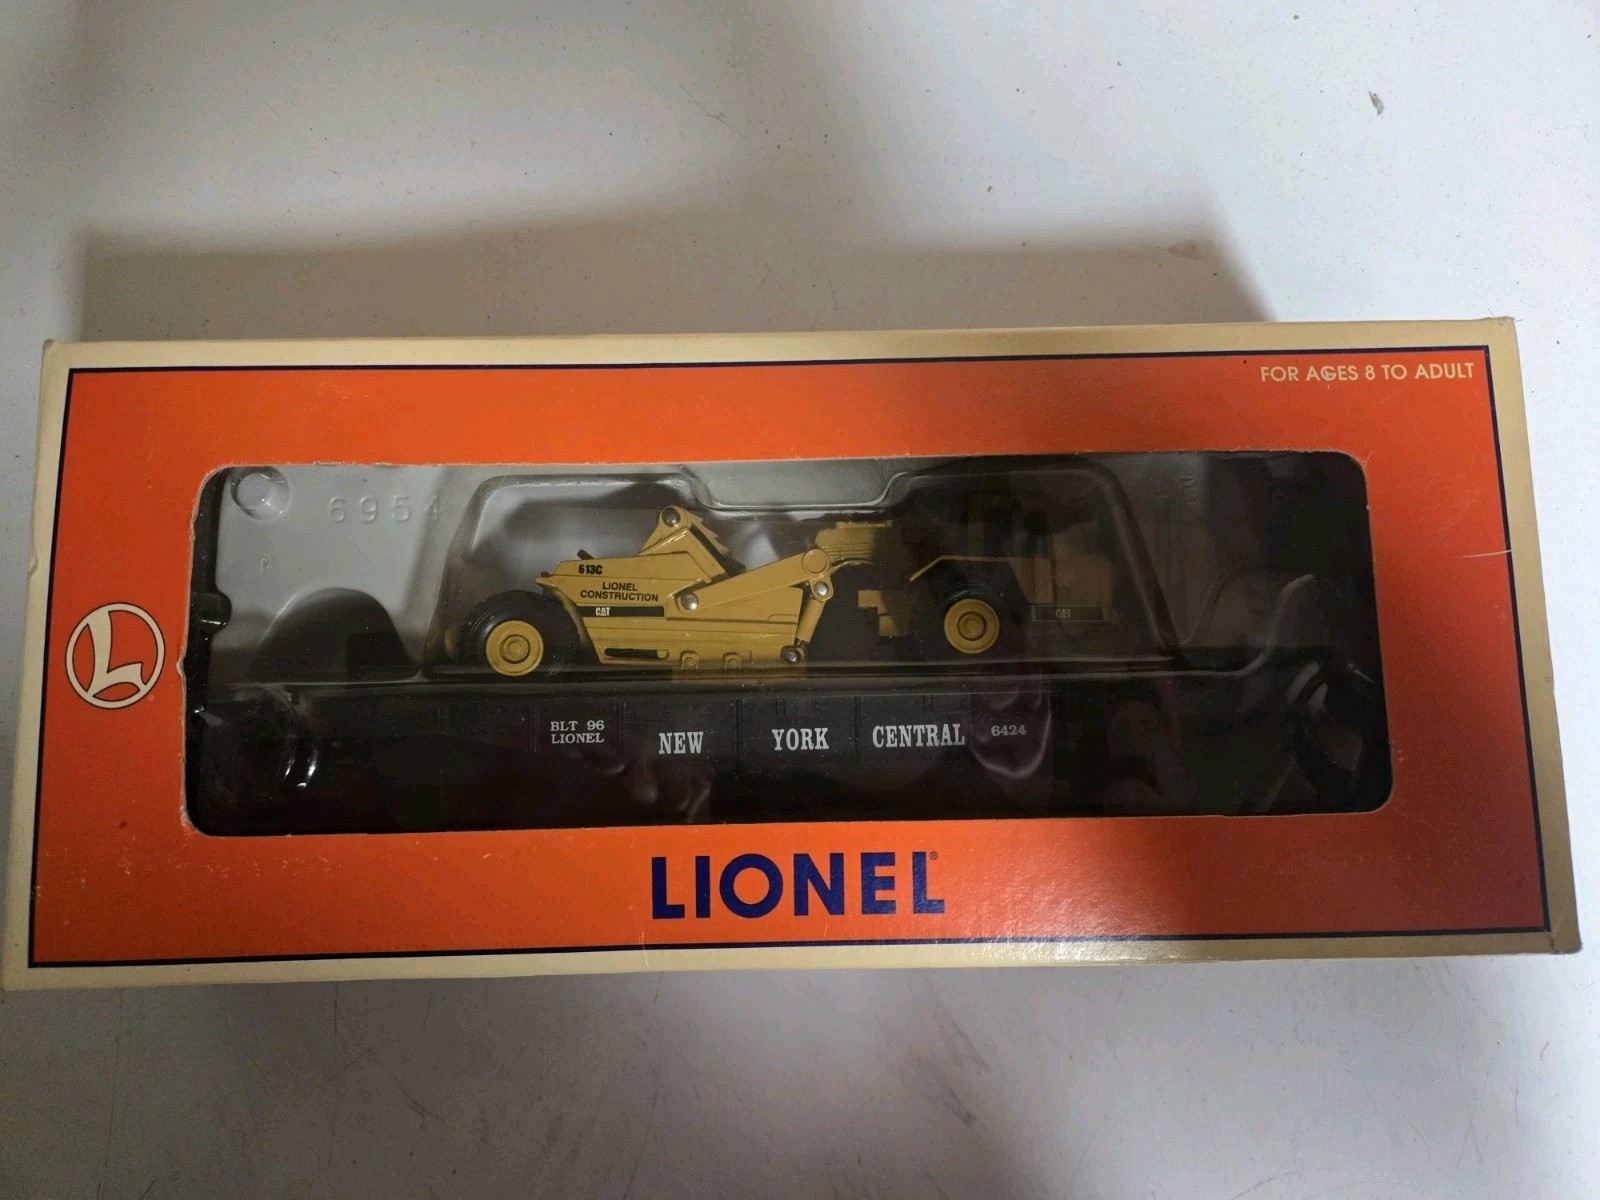 FOR AGES 8 TO ADULT
6954
613C
LIONEL
CONSTRUCTION
CAT
CAT
L
BLT 96
LIONEL
NEW YORK CENTRAL
6424
LIONEL®